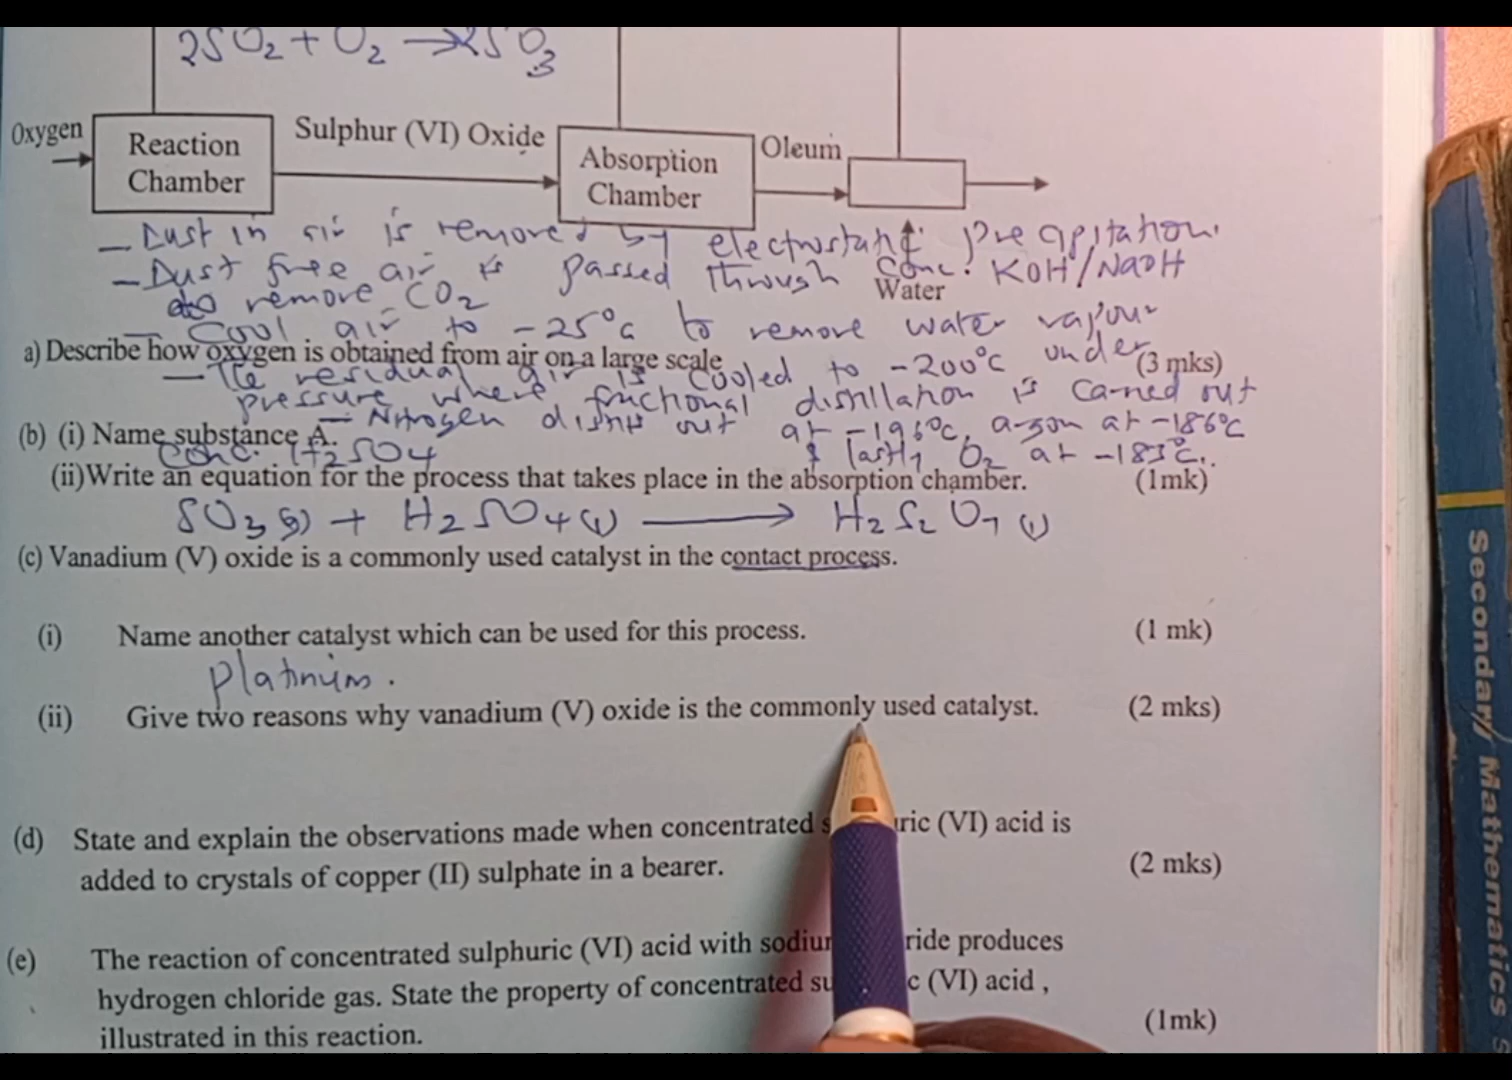 2SO2 + O2 → 2SO3
Oxygen
Reaction
Chamber
Sulphur (VI) Oxide
Absorption
Chamber
Oleum
- Dust in air is removed by electrostatic precipitation.
- Dust free air is passed through conc. KOH/NaOH
Water
to remove CO2
- Cool air to -25°c to remove water vapour
a) Describe how oxygen is obtained from air on a large scale (3 mks)
- The residual air is cooled to -200°c under
pressure where fractional distillation is carried out
- Nitrogen distils out at -196°c, argon at -186°c
(b) (i) Name substance A.
Conc. H2SO4
& lastly O2 at -183°c.
(ii)Write an equation for the process that takes place in the absorption chamber. (1mk)
SO3(g) + H2SO4(l) → H2S2O7(l)
(c) Vanadium (V) oxide is a commonly used catalyst in the contact process.
(i) Name another catalyst which can be used for this process. (1 mk)
Platinium.
(ii) Give two reasons why vanadium (V) oxide is the commonly used catalyst. (2 mks)
(d) State and explain the observations made when concentrated s uric (VI) acid is
added to crystals of copper (II) sulphate in a bearer. (2 mks)
(e) The reaction of concentrated sulphuric (VI) acid with sodiu ride produces
hydrogen chloride gas. State the property of concentrated su c (VI) acid ,
illustrated in this reaction. (1mk)
Secondary Mathematics S